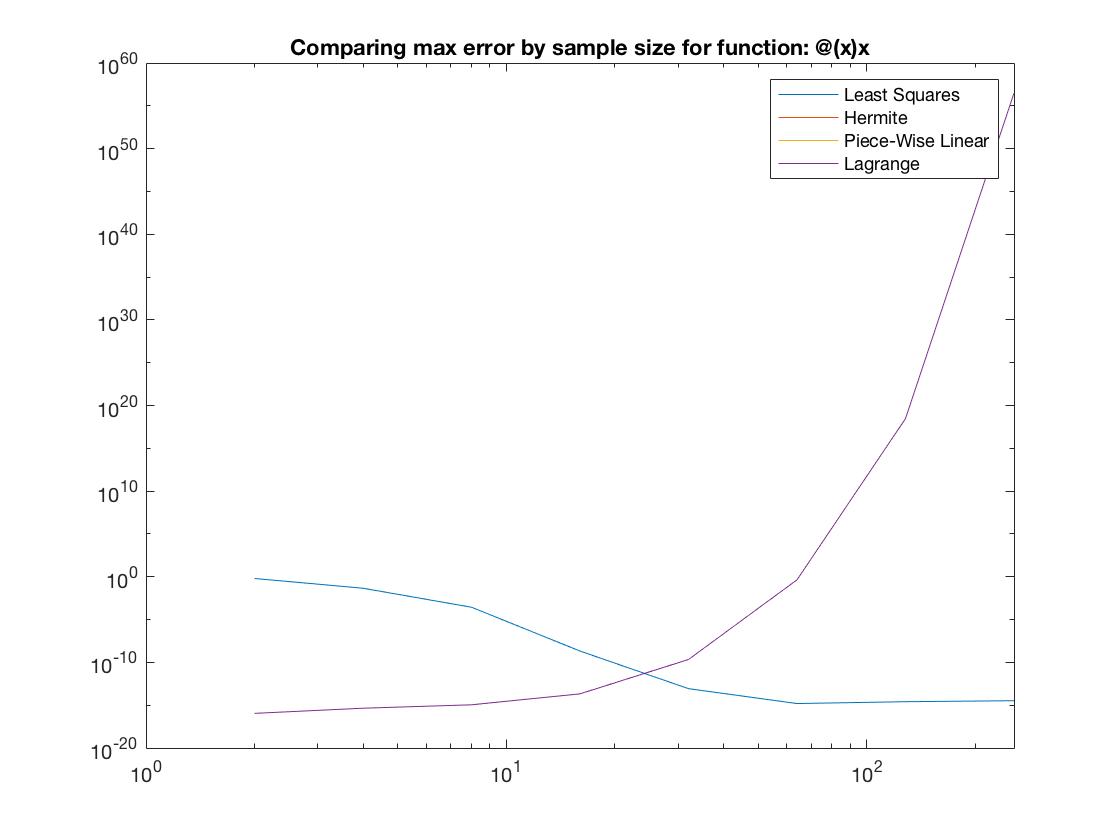 Comparing max error by sample size for function: @(x)x
10^60
10^50
10^40
10^30
10^20
10^10
10^0
10^-10
10^-20
Least Squares
Hermite
Piece-Wise Linear
Lagrange
10^0 10^1 10^2